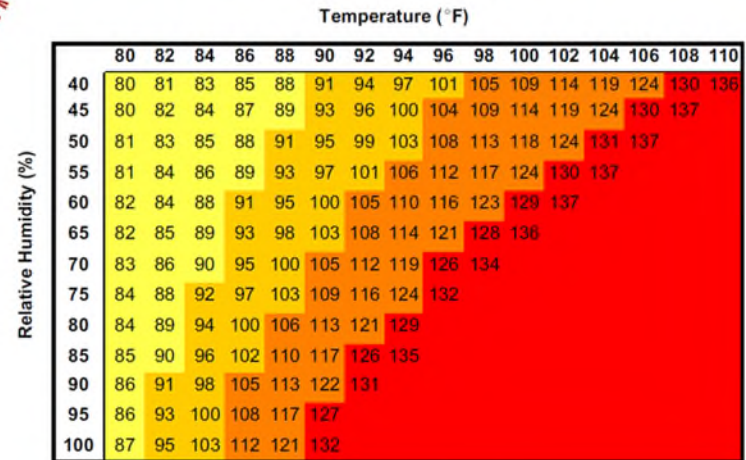 Temperature (°F)
80 82 84 86 88 90 92 94 96 98 100 102 104 106 108 110
Relative Humidity (%)
40 80 81 83 85 88 91 94 97 101 105 109 114 119 124 130 136
45 80 82 84 87 89 93 96 100 104 109 114 119 124 130 137
50 81 83 85 88 91 95 99 103 108 113 118 124 131 137
55 81 84 86 89 93 97 101 106 112 117 124 130 137
60 82 84 88 91 95 100 105 110 116 123 129 137
65 82 85 89 93 98 103 108 114 121 128 136
70 83 86 90 95 100 105 112 119 126 134
75 84 88 92 97 103 109 116 124 132
80 84 89 94 100 106 113 121 129
85 85 90 96 102 110 117 126 135
90 86 91 98 105 113 122 131
95 86 93 100 108 117 127
100 87 95 103 112 121 132